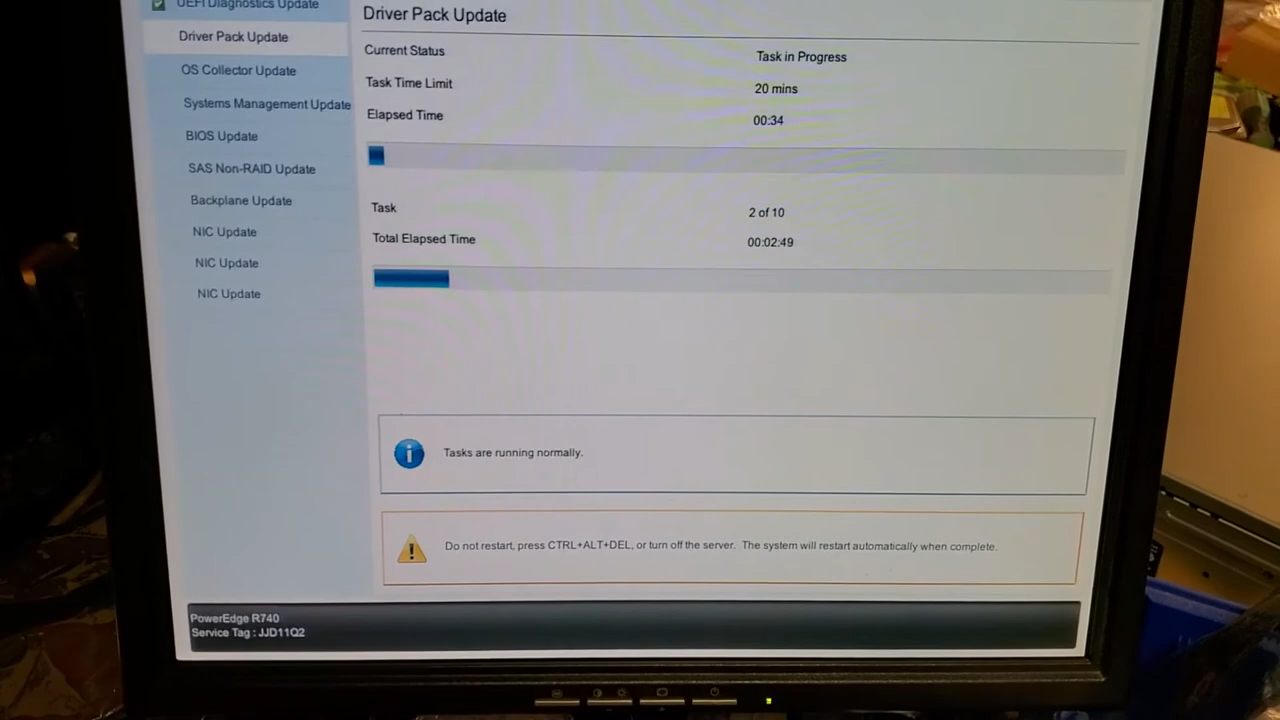 UEFI Diagnostics Update
Driver Pack Update
OS Collector Update
Systems Management Update
BIOS Update
SAS Non-RAID Update
Backplane Update
NIC Update
NIC Update
NIC Update
Driver Pack Update
Current Status Task in Progress
Task Time Limit 20 mins
Elapsed Time 00:34
Task 2 of 10
Total Elapsed Time 00:02:49
Tasks are running normally.
Do not restart, press CTRL+ALT+DEL, or turn off the server. The system will restart automatically when complete.
PowerEdge R740
Service Tag : JJD11Q2